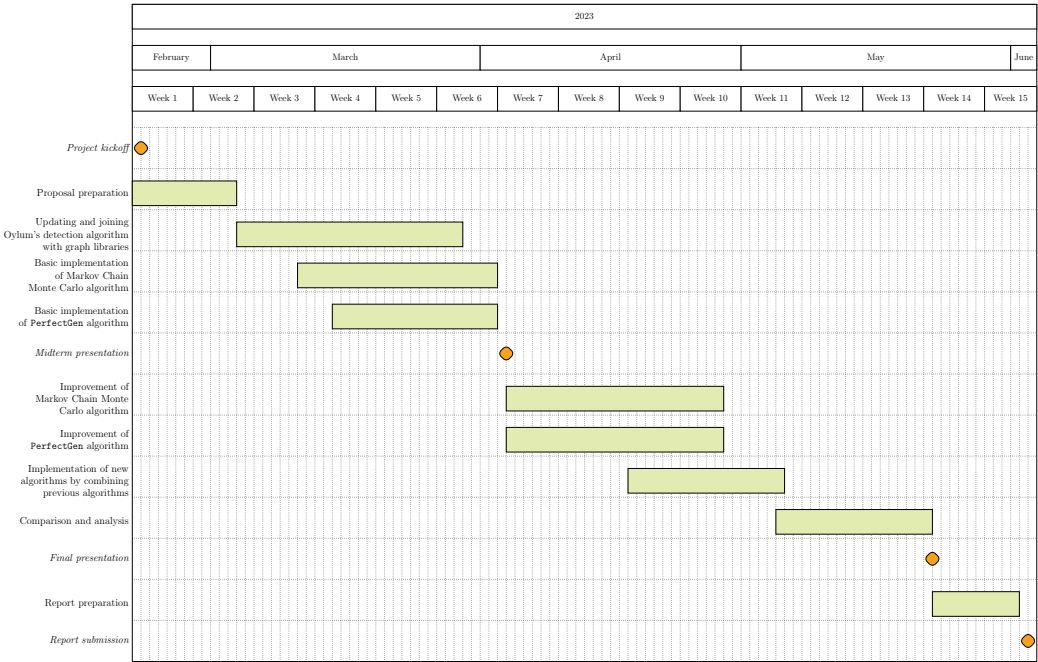 2023
February March April May June
Week 1 Week 2 Week 3 Week 4 Week 5 Week 6 Week 7 Week 8 Week 9 Week 10 Week 11 Week 12 Week 13 Week 14 Week 15
Project kickoff
Proposal preparation
Updating and joining
Oylum's detection algorithm
with graph libraries
Basic implementation
of Markov Chain
Monte Carlo algorithm
Basic implementation
of PerfectGen algorithm
Midterm presentation
Improvement of
Markov Chain Monte
Carlo algorithm
Improvement of
PerfectGen algorithm
Implementation of new
algorithms by combining
previous algorithms
Comparison and analysis
Final presentation
Report preparation
Report submission